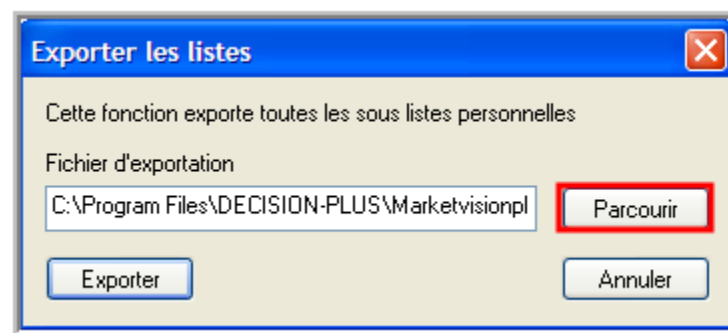 Exporter les listes
Cette fonction exporte toutes les sous listes personnelles
Fichier d'exportation
C:\Program Files\DECISION-PLUS\Marketvisionpl
Parcourir
Exporter
Annuler